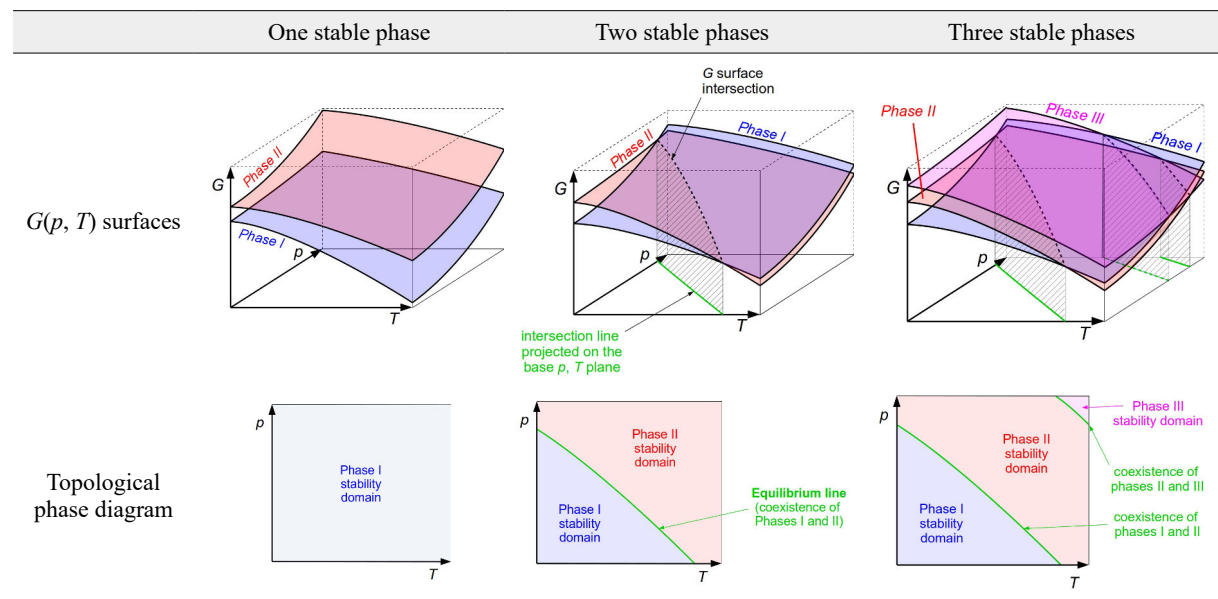 One stable phase
Two stable phases
Three stable phases
G(p, T) surfaces
Phase II
Phase I
G
p
T
G surface
intersection
Phase II
Phase I
G
p
T
intersection line
projected on the
base p, T plane
Phase II
Phase III
Phase I
G
p
T
Topological
phase diagram
p
Phase I
stability
domain
T
p
Phase II
stability
domain
Phase I
stability
domain
Equilibrium line
(coexistence of
Phases I and II)
T
p
Phase III
stability domain
Phase II
stability
domain
Phase I
stability
domain
coexistence of
phases II and III
coexistence of
phases I and II
T